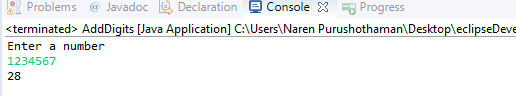 Problems @ Javadoc Declaration Console Progress
<terminated> AddDigits [Java Application] C:\Users\Naren Purushothaman\Desktop\eclipseDeve
Enter a number
1234567
28